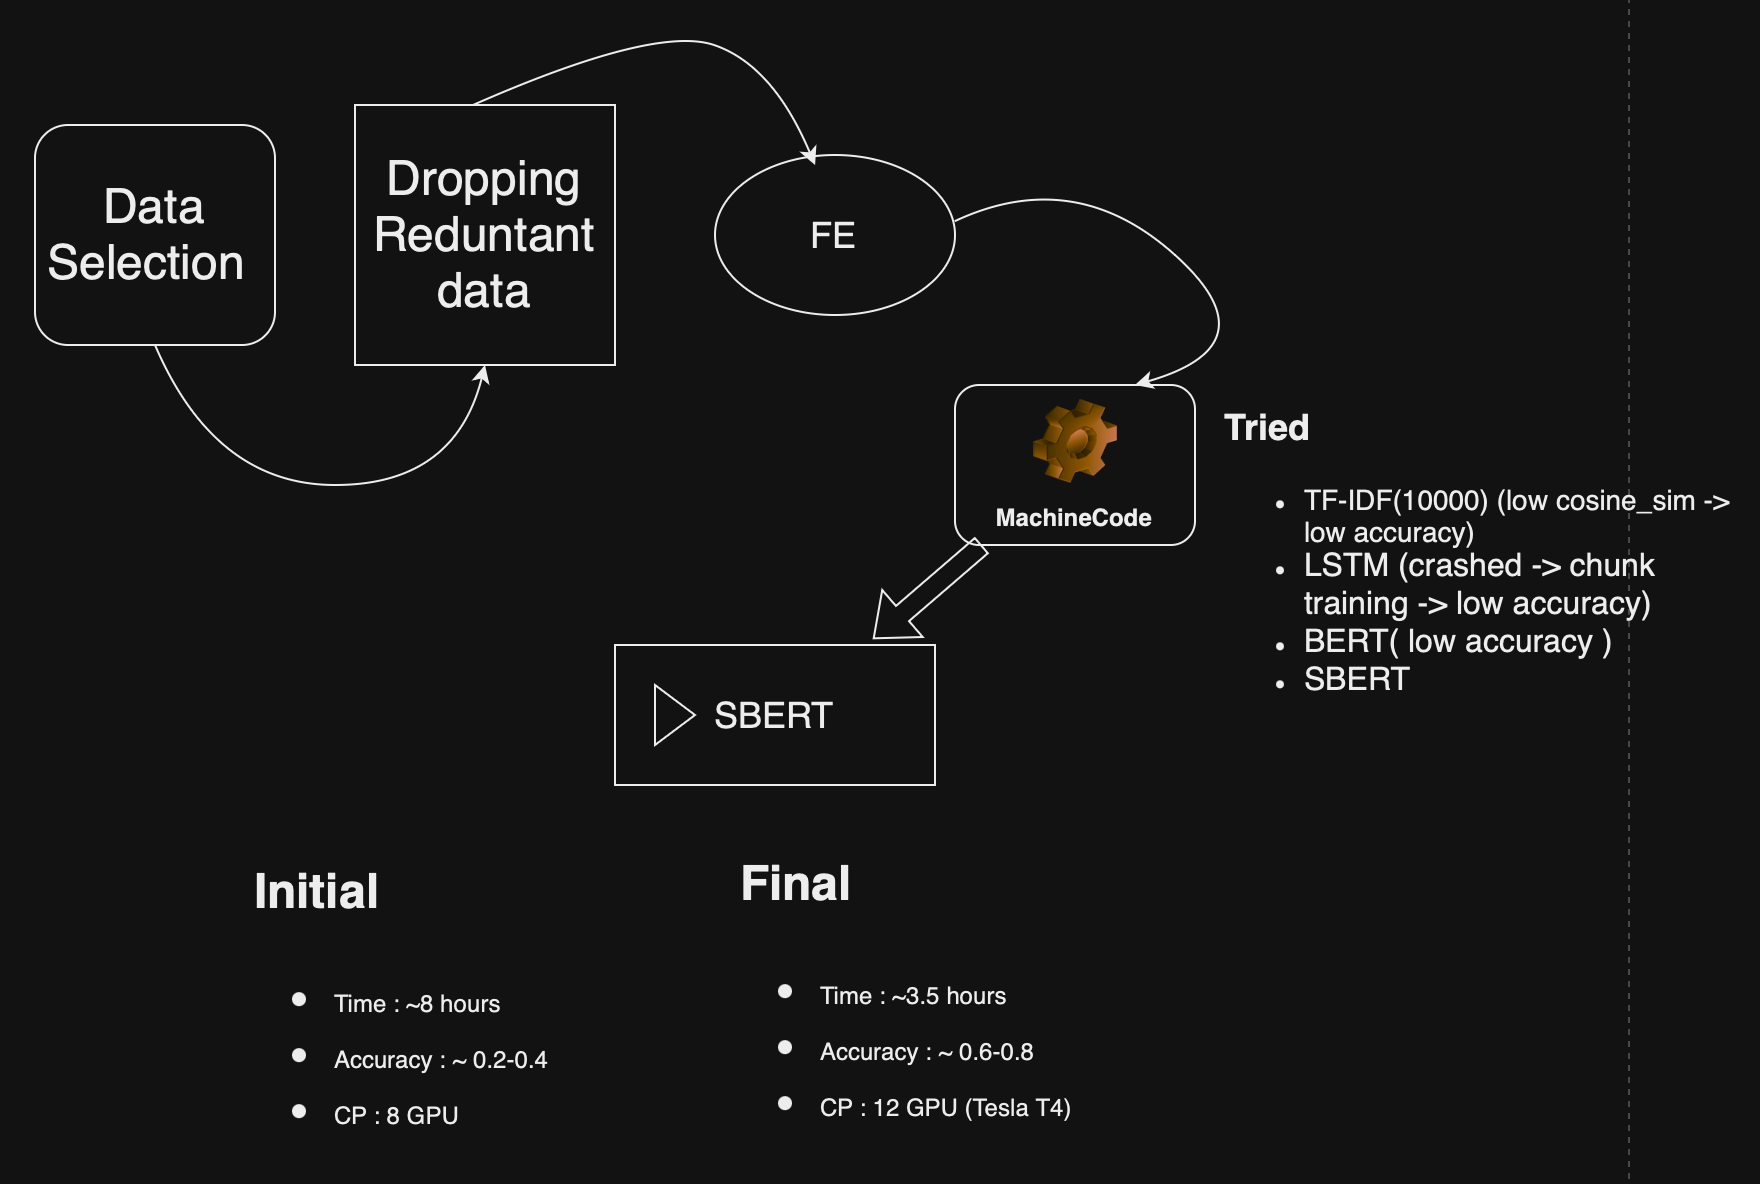 Data
Selection
Dropping
Reduntant
data
FE
MachineCode
Tried
• TF-IDF(10000) (low cosine_sim ->
low accuracy)
• LSTM (crashed -> chunk
training -> low accuracy)
• BERT( low accuracy )
• SBERT
SBERT
Initial
• Time : ~8 hours
• Accuracy : ~ 0.2-0.4
• CP : 8 GPU
Final
• Time : ~3.5 hours
• Accuracy : ~ 0.6-0.8
• CP : 12 GPU (Tesla T4)